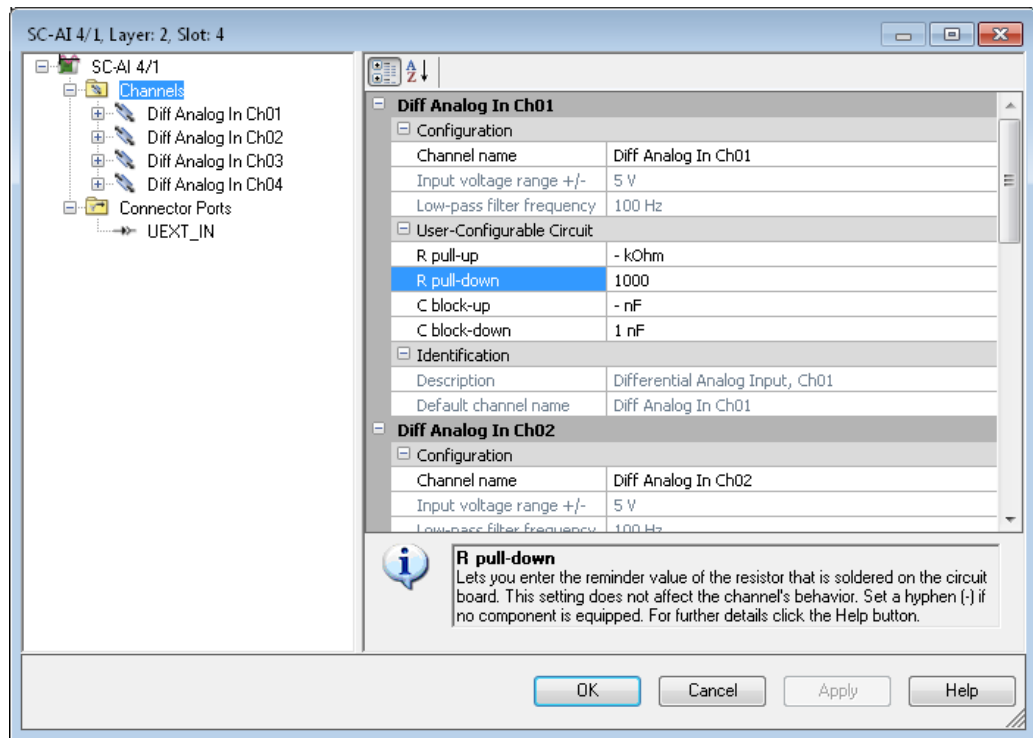 SC-AI 4/1, Layer: 2, Slot: 4
SC-AI 4/1
Channels
Diff Analog In Ch01
Diff Analog In Ch02
Diff Analog In Ch03
Diff Analog In Ch04
Connector Ports
UEXT_IN
Diff Analog In Ch01
Configuration
Channel name Diff Analog In Ch01
Input voltage range +/- 5 V
Low-pass filter frequency 100 Hz
User-Configurable Circuit
R pull-up - kOhm
R pull-down 1000
C block-up - nF
C block-down 1 nF
Identification
Description Differential Analog Input, Ch01
Default channel name Diff Analog In Ch01
Diff Analog In Ch02
Configuration
Channel name Diff Analog In Ch02
Input voltage range +/- 5 V
Low-pass filter frequency 100 Hz
R pull-down
Lets you enter the reminder value of the resistor that is soldered on the circuit
board. This setting does not affect the channel's behavior. Set a hyphen (-) if
no component is equipped. For further details click the Help button.
OK Cancel Apply Help